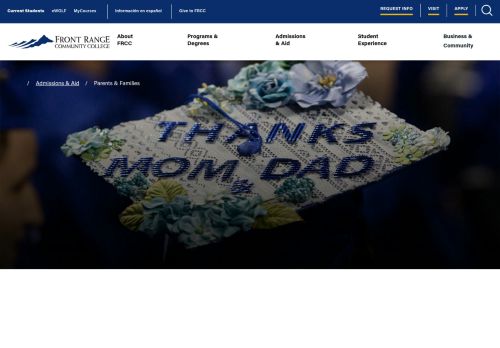 Current Students eWOLF MyCourses Información en español Give to FRCC REQUEST INFO VISIT APPLY
FRONT RANGE
COMMUNITY COLLEGE
About
FRCC
Programs &
Degrees
Admissions
& Aid
Student
Experience
Business &
Community
/ Admissions & Aid / Parents & Families
THANKS
MOM & DAD